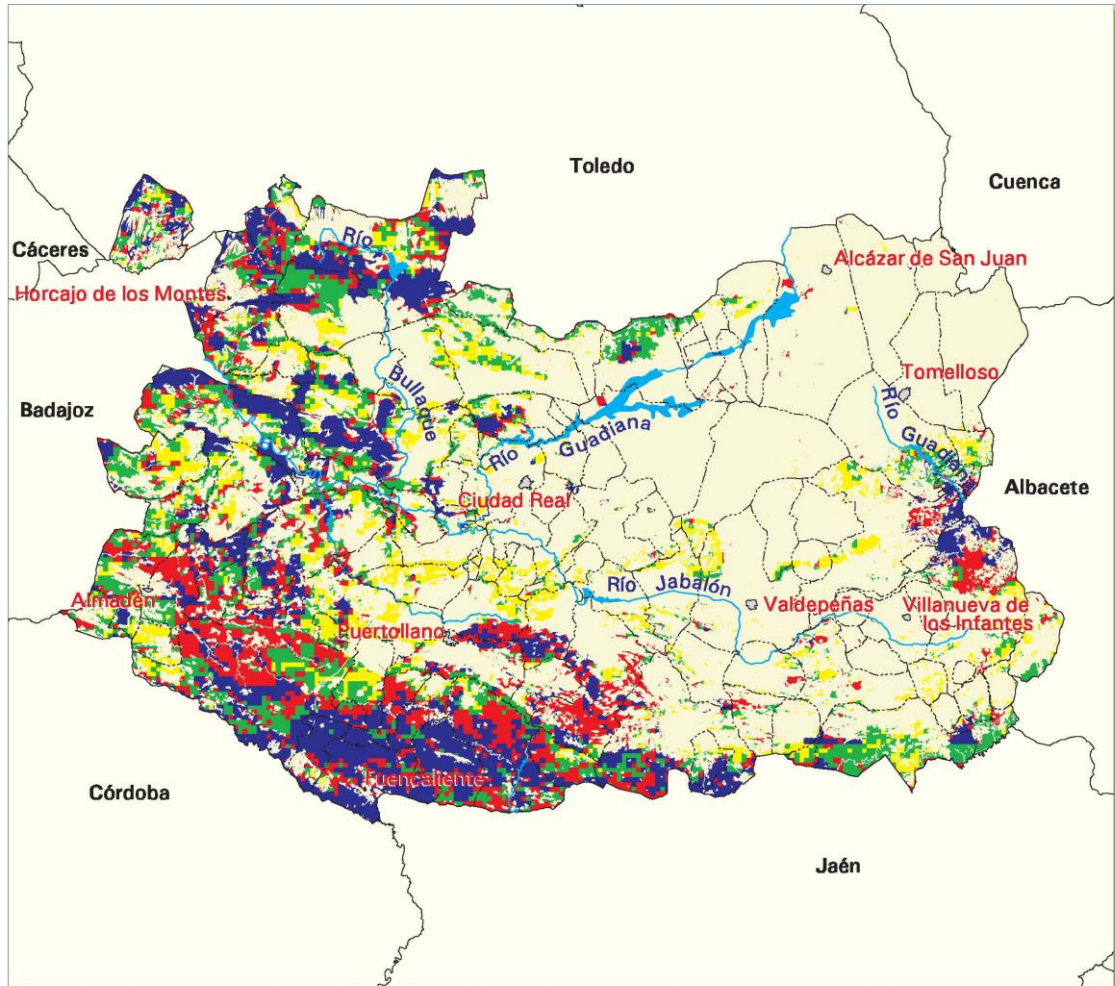 Toledo
Cuenca
Río
Cáceres
Alcázar de San Juan
Horcajo de los Montes
Bullaque
Tomelloso
Badajoz
Río
Guadiana
Río
Guadiana
Albacete
Ciudad Real
Río Jabalón
Almadén
Valdepeñas
Villanueva de
los Infantes
Puertollano
Fuencaliente
Córdoba
Jaén